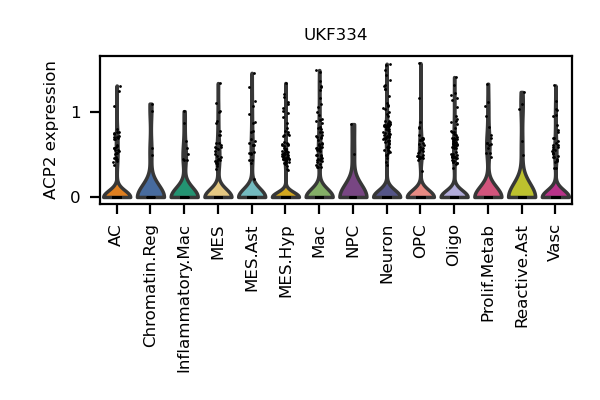 UKF334
ACP2 expression
1
0
AC
Chromatin.Reg
Inflammatory.Mac
MES
MES.Ast
MES.Hyp
Mac
NPC
Neuron
OPC
Oligo
Prolif.Metab
Reactive.Ast
Vasc